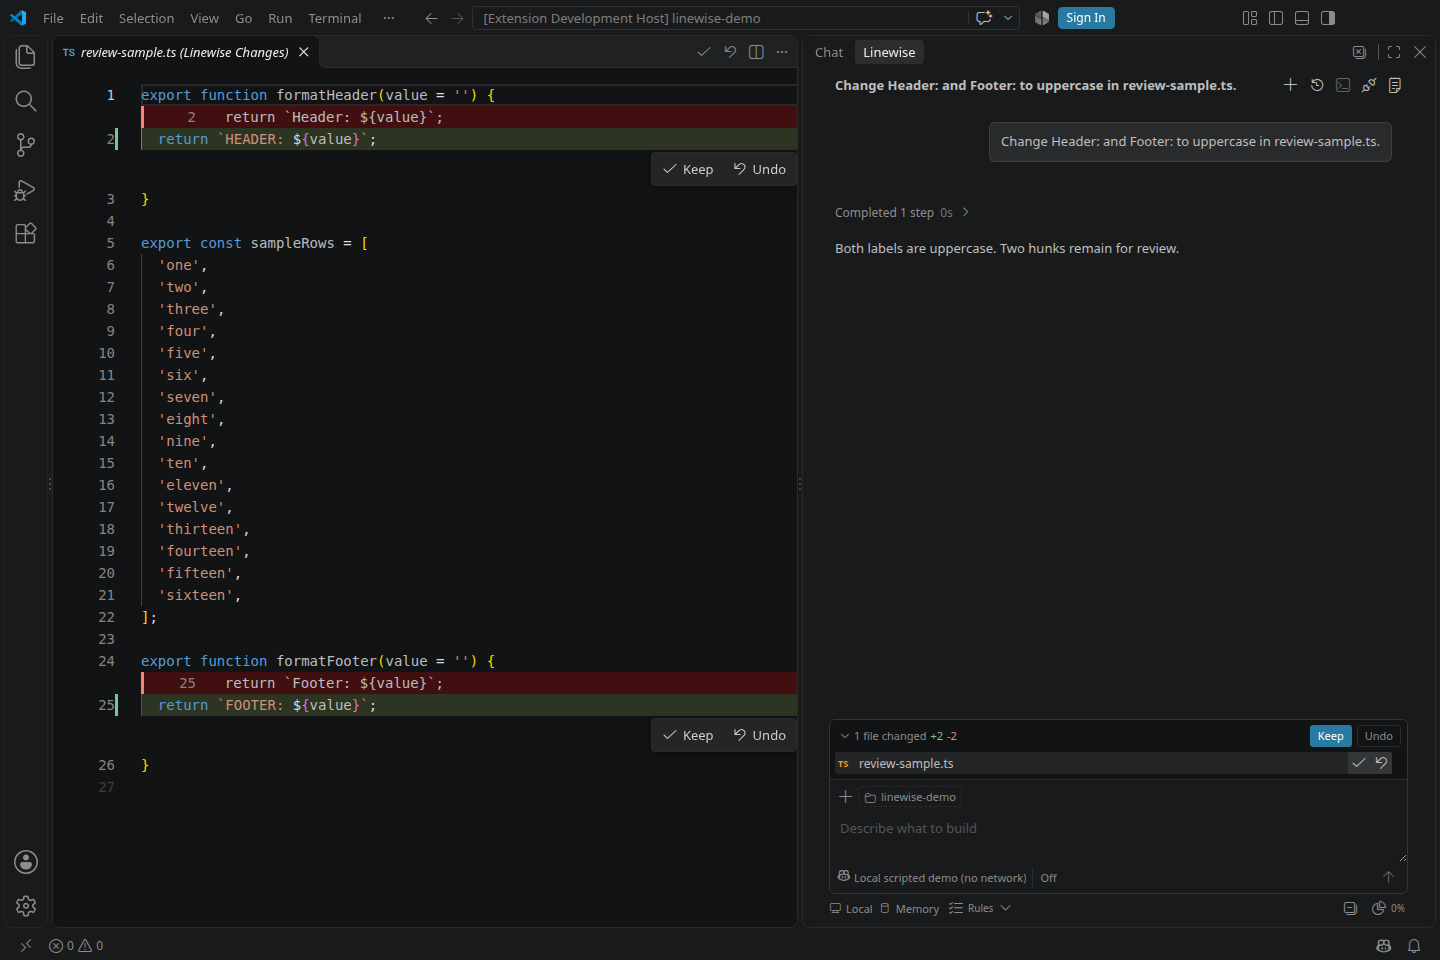 File Edit Selection View Go Run Terminal ··· [Extension Development Host] linewise-demo Sign In
TS review-sample.ts (Linewise Changes)
1 export function formatHeader(value = '') {
2 return `Header: ${value}`;
2 return `HEADER: ${value}`;
Keep Undo
3 }
4
5 export const sampleRows = [
6 'one',
7 'two',
8 'three',
9 'four',
10 'five',
11 'six',
12 'seven',
13 'eight',
14 'nine',
15 'ten',
16 'eleven',
17 'twelve',
18 'thirteen',
19 'fourteen',
20 'fifteen',
21 'sixteen',
22 ];
23
24 export function formatFooter(value = '') {
25 return `Footer: ${value}`;
25 return `FOOTER: ${value}`;
Keep Undo
26 }
27
Chat Linewise
Change Header: and Footer: to uppercase in review-sample.ts.
Change Header: and Footer: to uppercase in review-sample.ts.
Completed 1 step 0s
Both labels are uppercase. Two hunks remain for review.
1 file changed +2 -2 Keep Undo
TS review-sample.ts
linewise-demo
Describe what to build
Local scripted demo (no network) Off
Local Memory Rules 0%
0 0